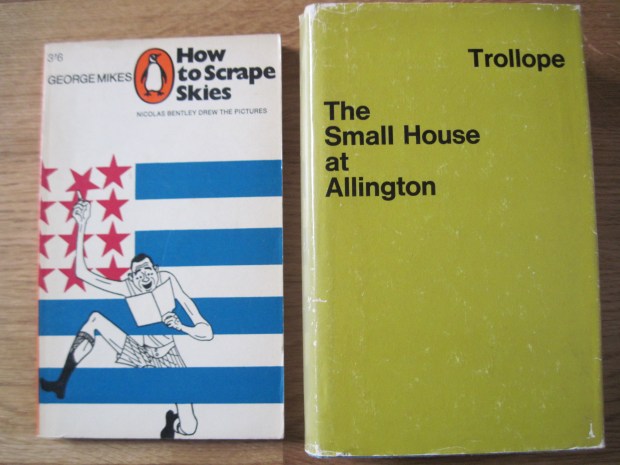 3'6
GEORGE MIKES
How
to Scrape
Skies
NICOLAS BENTLEY DREW THE PICTURES
Trollope
The
Small House
at
Allington